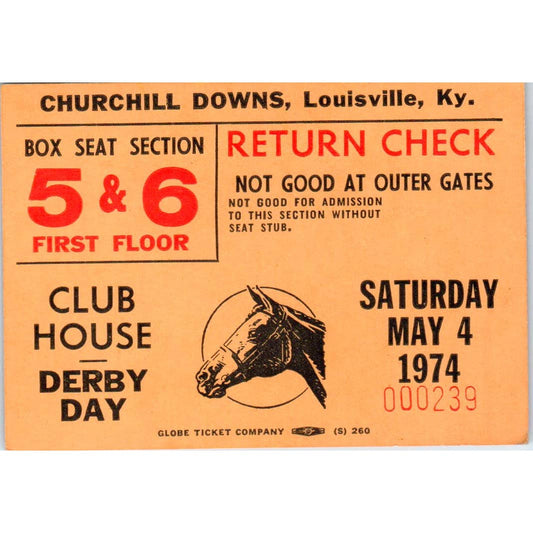 CHURCHILL DOWNS, Louisville, Ky.
BOX SEAT SECTION
5 & 6
FIRST FLOOR
RETURN CHECK
NOT GOOD AT OUTER GATES
NOT GOOD FOR ADMISSION
TO THIS SECTION WITHOUT
SEAT STUB.
CLUB
HOUSE
DERBY
DAY
SATURDAY
MAY 4
1974
000239
GLOBE TICKET COMPANY (S) 260